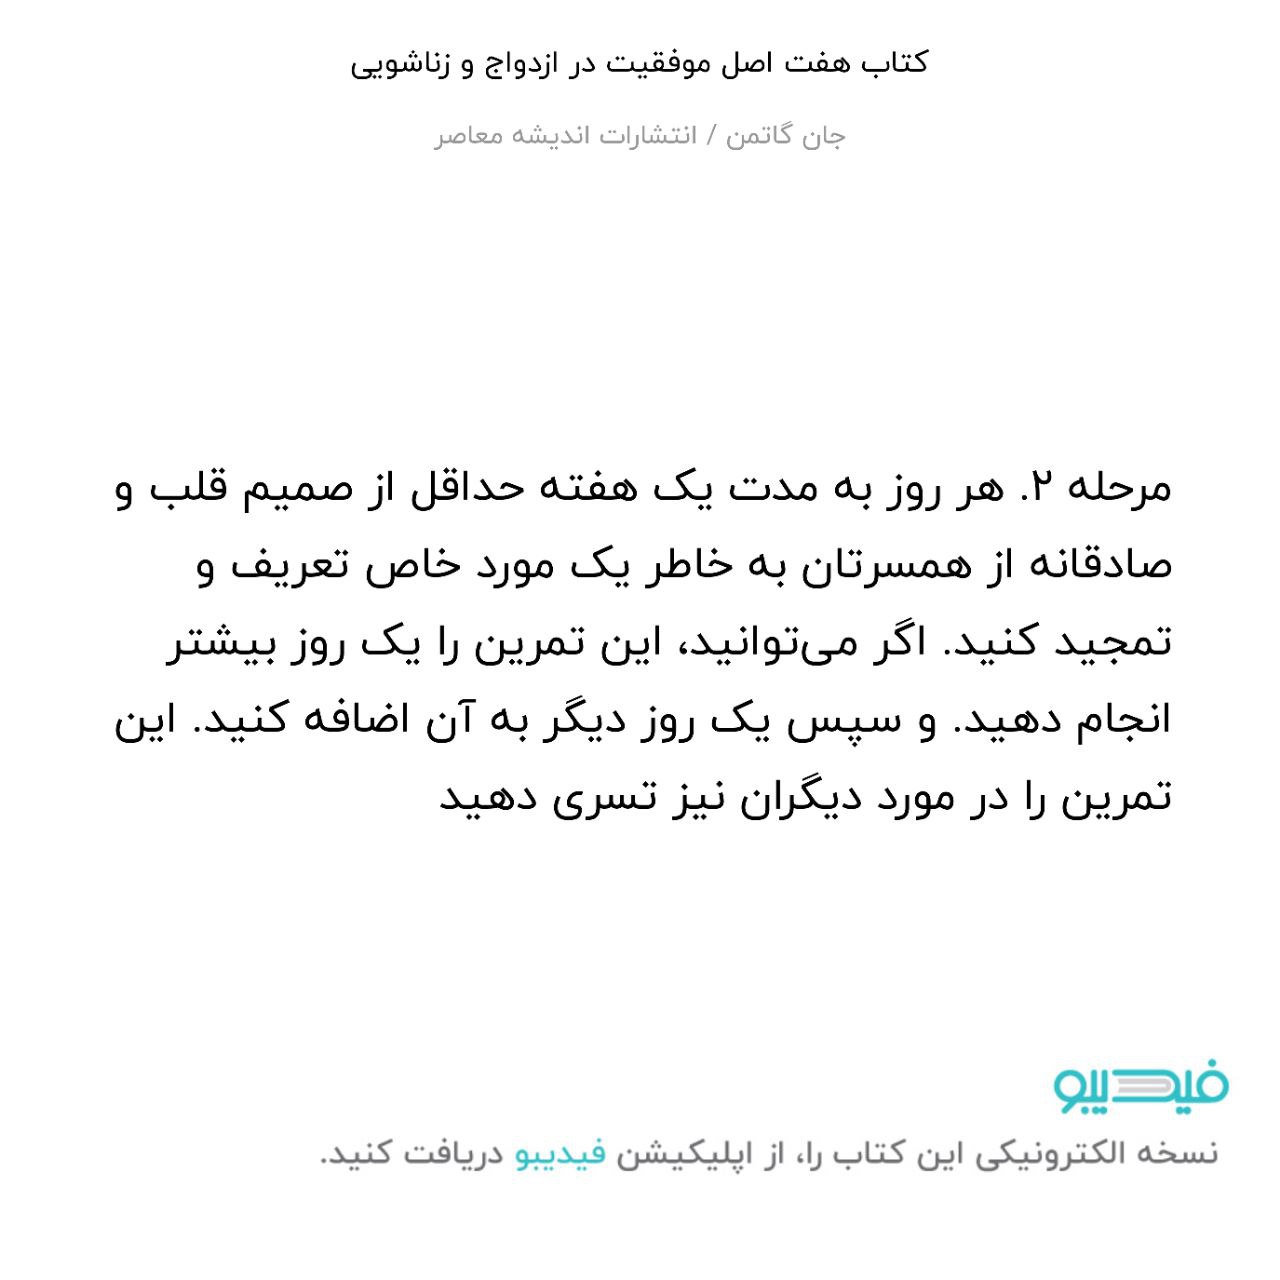 کتاب هفت اصل موفقیت در ازدواج و زناشویی
جان گاتمن / انتشارات اندیشه معاصر
مرحله ۲. هر روز به مدت یک هفته حداقل از صمیم قلب و
صادقانه از همسرتان به خاطر یک مورد خاص تعریف و
تمجید کنید. اگر می‌توانید، این تمرین را یک روز بیشتر
انجام دهید. و سپس یک روز دیگر به آن اضافه کنید. این
تمرین را در مورد دیگران نیز تسری دهید
فیدیبو
نسخه الکترونیکی این کتاب را، از اپلیکیشن فیدیبو دریافت کنید.